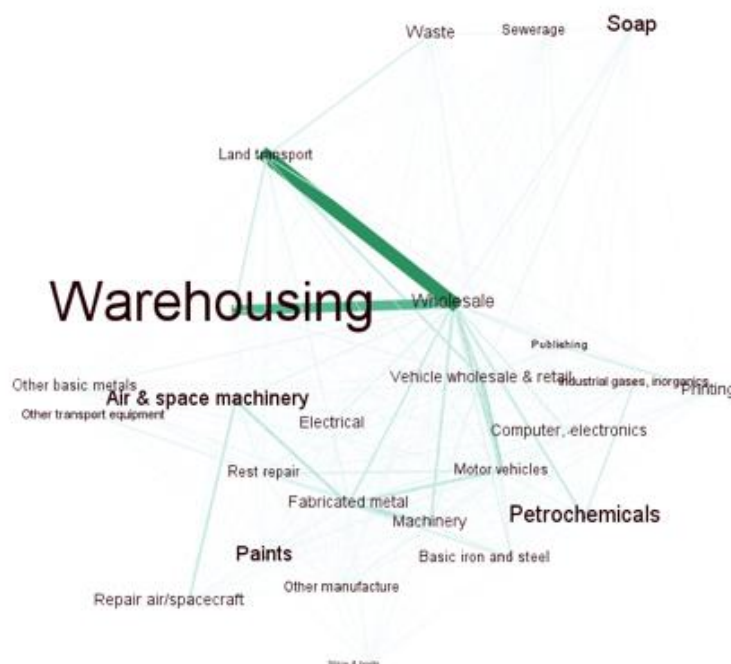 Soap
Waste
Sewerage
Land transport
Warehousing
Wholesale
Publishing
Vehicle wholesale & retail
Industrial gases, inorganics
Printing
Other basic metals
Air & space machinery
Other transport equipment
Electrical
Computer, electronics
Rest repair
Motor vehicles
Fabricated metal
Machinery
Petrochemicals
Paints
Basic iron and steel
Other manufacture
Repair air/spacecraft